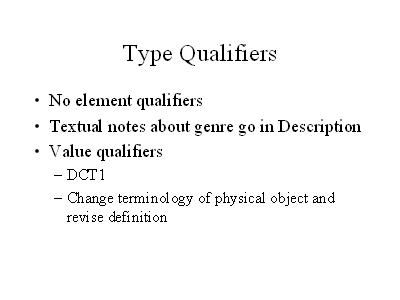 Type Qualifiers
• No element qualifiers
• Textual notes about genre go in Description
• Value qualifiers
– DCT1
– Change terminology of physical object and
revise definition